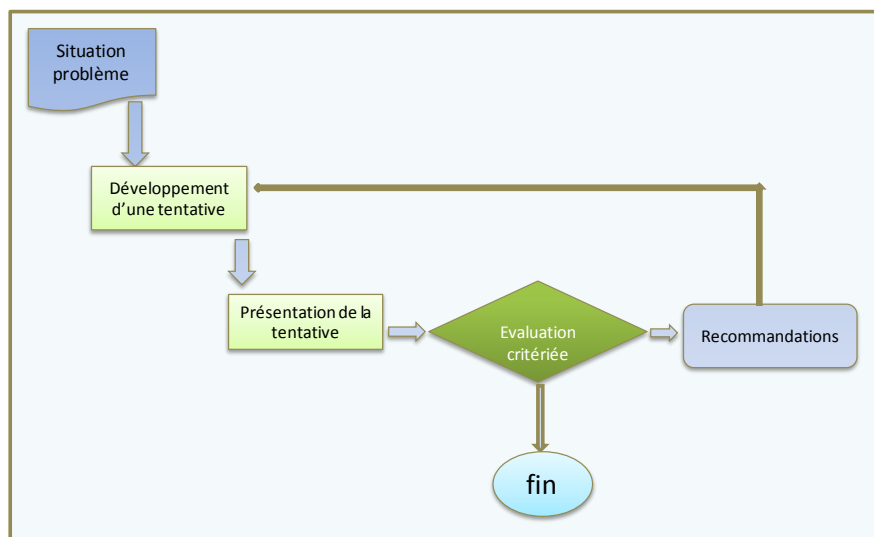 Situation
problème
Développement
d’une tentative
Présentation de la
tentative
Evaluation
critériée
Recommandations
fin